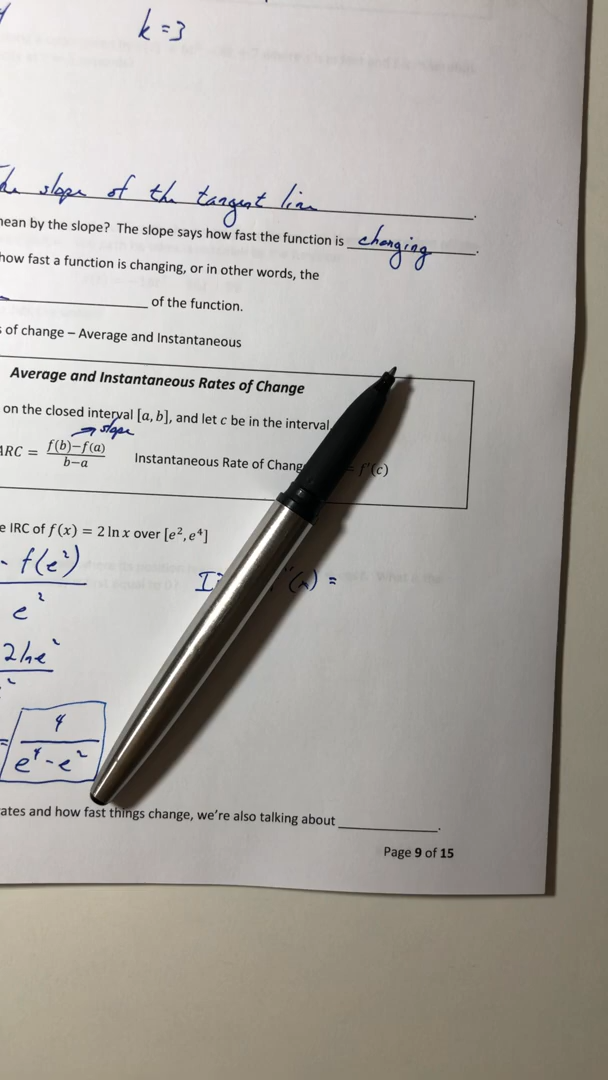 k = 3
The slope of the tangent line.
mean by the slope? The slope says how fast the function is changing.
how fast a function is changing, or in other words, the
of the function.
s of change – Average and Instantaneous
Average and Instantaneous Rates of Change
on the closed interval [a, b], and let c be in the interval
→ slope
ARC = f(b)−f(a) / b−a Instantaneous Rate of Chang = f'(c)
e IRC of f(x) = 2 ln x over [e², e⁴]
- f(e²)
e²
I '(x) =
2lne²
= 4 / e⁴-e²
ates and how fast things change, we're also talking about .
Page 9 of 15